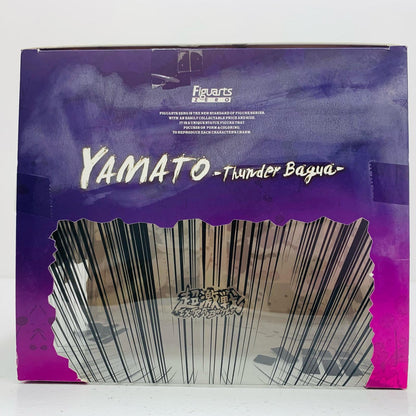 Figuarts
ZERO
FIGUARTS ZERO IS THE NEW STANDARD OF FIGURE SERIES
WITH AN EASILY COLLECTABLE PRICE AND SIZE.
IT IS A UNIQUE STATUE FIGURE THAT
FOCUSES ON FORM & COLORING,
TO REPRODUCE EACH CHARACTER'S CHARM.
YAMATO -Thunder Bagua-
超激戦